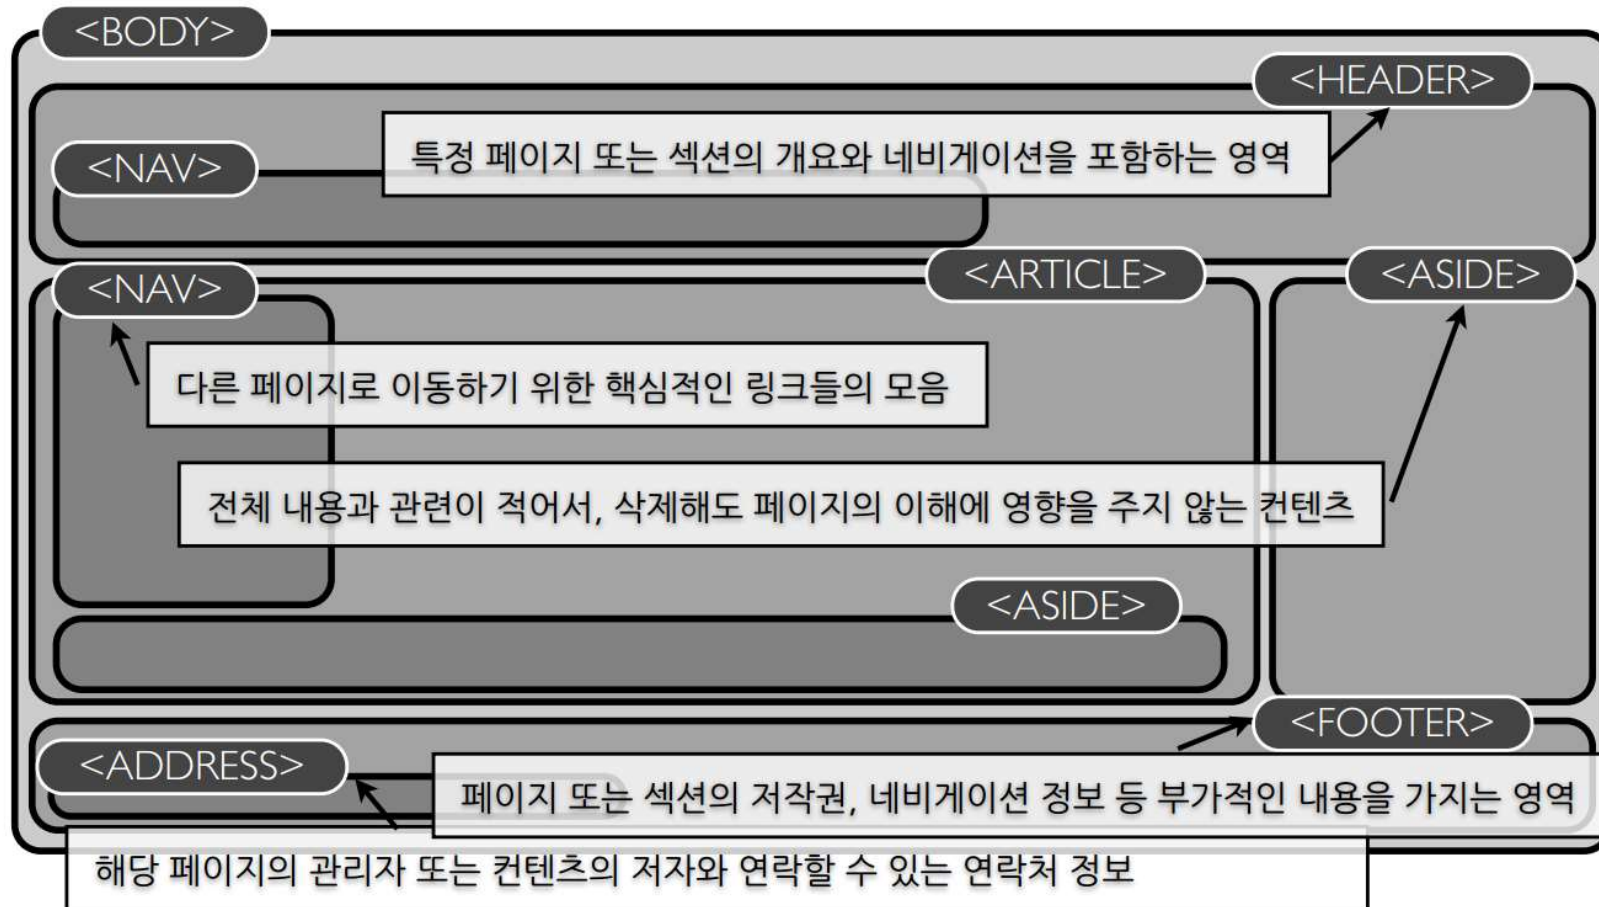 <BODY>
<HEADER>
특정 페이지 또는 섹션의 개요와 네비게이션을 포함하는 영역
<NAV>
<ARTICLE>
<ASIDE>
<NAV>
다른 페이지로 이동하기 위한 핵심적인 링크들의 모음
전체 내용과 관련이 적어서, 삭제해도 페이지의 이해에 영향을 주지 않는 컨텐츠
<ASIDE>
<FOOTER>
<ADDRESS>
페이지 또는 섹션의 저작권, 네비게이션 정보 등 부가적인 내용을 가지는 영역
해당 페이지의 관리자 또는 컨텐츠의 저자와 연락할 수 있는 연락처 정보